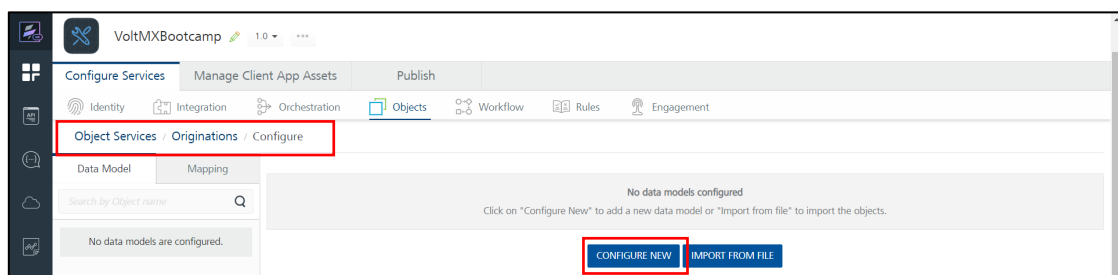 VoltMXBootcamp 1.0
Configure Services Manage Client App Assets Publish
Identity Integration Orchestration Objects Workflow Rules Engagement
Object Services / Originations / Configure
Data Model Mapping
Search by Object name
No data models configured
Click on "Configure New" to add a new data model or "Import from file" to import the objects.
No data models are configured.
CONFIGURE NEW IMPORT FROM FILE